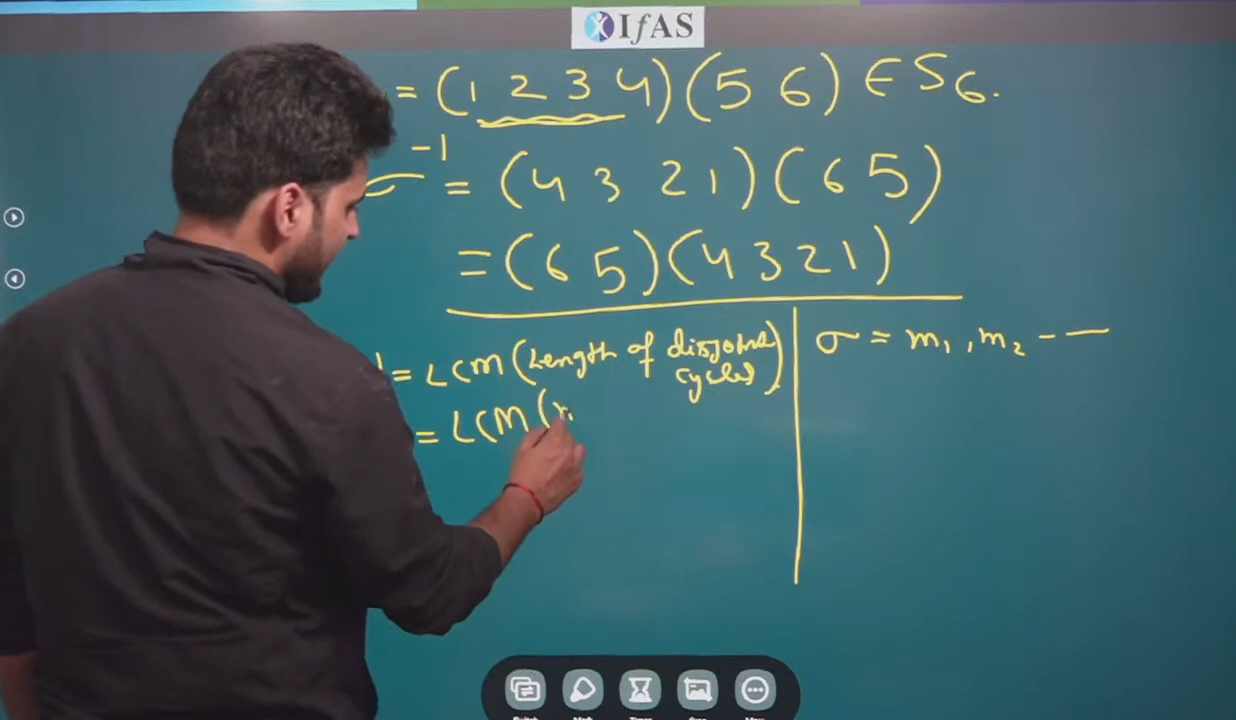 IfAS
= (1 2 3 4) (5 6) ∈ S6.
-1 = (4 3 2 1) (6 5)
= (6 5) (4 3 2 1)
= LCM (Length of disjoint
cycles)
= LCM (
σ = m1, m2 - —